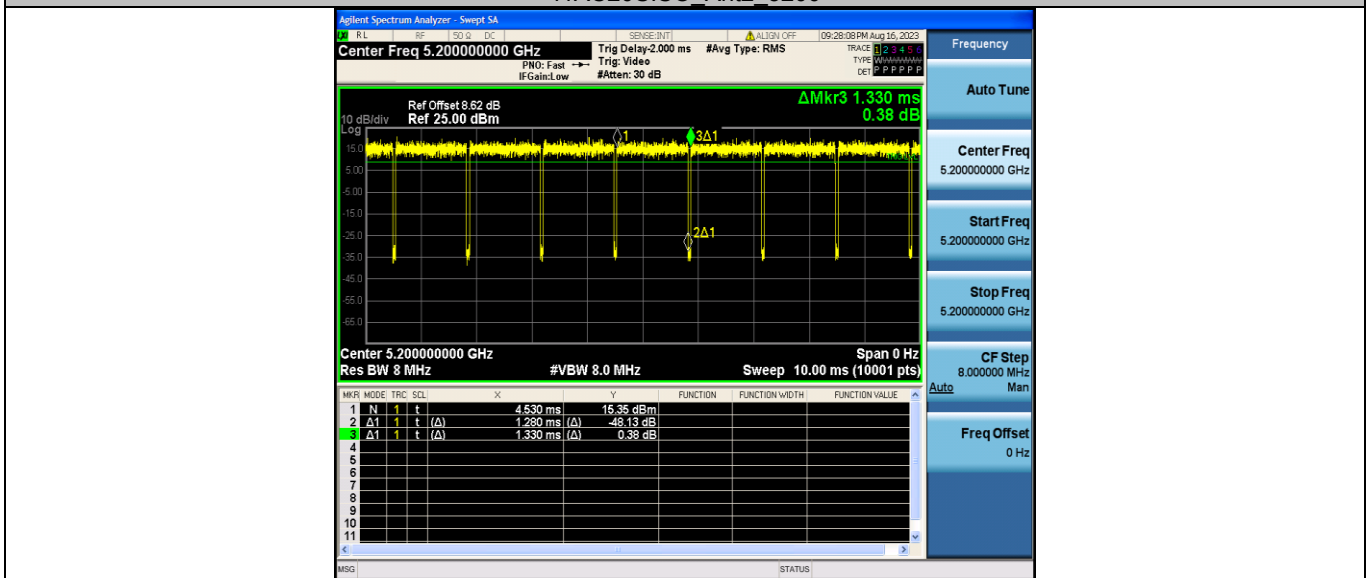 Agilent Spectrum Analyzer - Swept SA
RL RF 50 Ω DC SENSE:INT ALIGN OFF 09:28:08 PM Aug 16, 2023
Center Freq 5.200000000 GHz
PNO: Fast
IFGain:Low
Trig Delay-2.000 ms
Trig: Video
#Atten: 30 dB
#Avg Type: RMS
TRACE 1 2 3 4 5 6
TYPE WWWWWW
DET P P P P P P
Frequency
Auto Tune
ΔMkr3 1.330 ms
0.38 dB
Ref Offset 8.62 dB
10 dB/div Ref 25.00 dBm
Log
1
3Δ1
2Δ1
15.0
5.00
-5.00
-15.0
-25.0
-35.0
-45.0
-55.0
-65.0
Center Freq
5.200000000 GHz
Start Freq
5.200000000 GHz
Stop Freq
5.200000000 GHz
CF Step
8.000000 MHz
Auto Man
Freq Offset
0 Hz
Center 5.200000000 GHz Span 0 Hz
Res BW 8 MHz #VBW 8.0 MHz Sweep 10.00 ms (10001 pts)
MKR MODE TRC SCL X Y FUNCTION FUNCTION WIDTH FUNCTION VALUE
1 N 1 t 4.530 ms 15.35 dBm
2 Δ1 1 t (Δ) 1.280 ms (Δ) -48.13 dB
3 Δ1 1 t (Δ) 1.330 ms (Δ) 0.38 dB
4
5
6
7
8
9
10
11
MSG STATUS